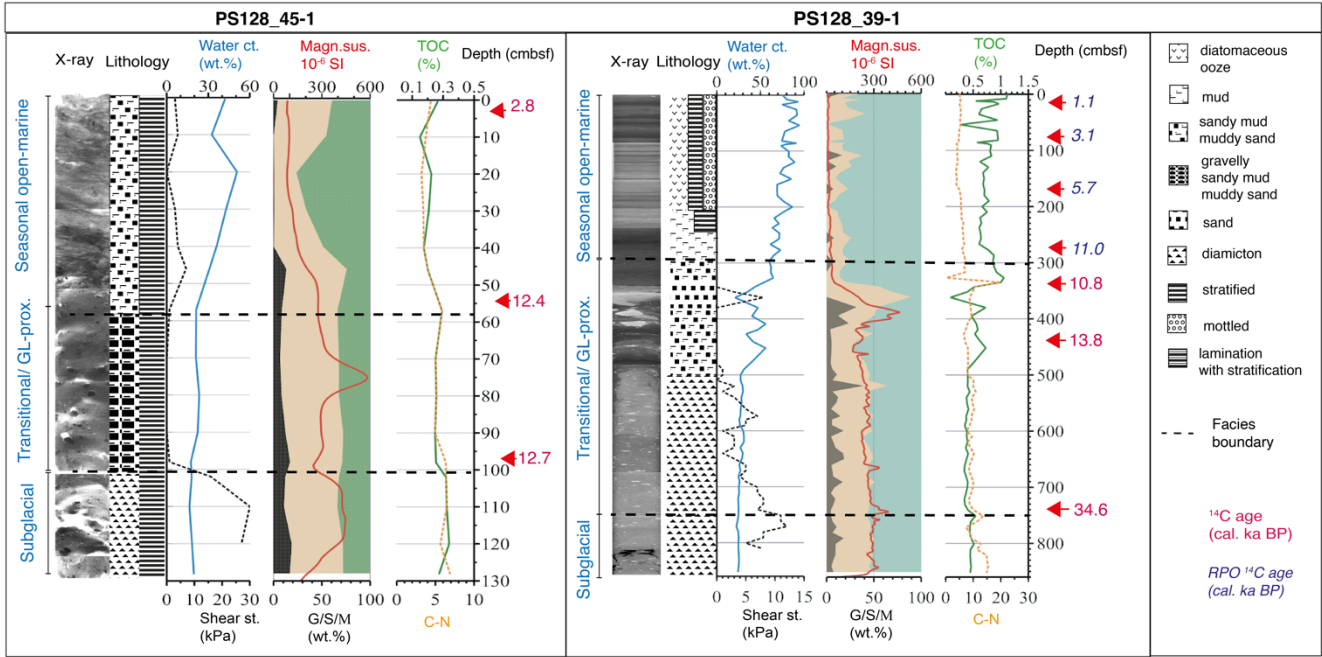 PS128_45-1
X-ray Lithology
Water ct.
(wt.%)
0 30 60
Magn.sus.
10⁻⁶ SI
0 300 600
TOC
(%)
0.1 0.3 0.5
Depth (cmbsf)
0
10
20
30
40
50
60
70
80
90
100
110
120
130
2.8
12.4
12.7
Seasonal open-marine
Transitional/ GL-prox.
Subglacial
0 10 20 30
Shear st.
(kPa)
0 50 100
G/S/M
(wt.%)
0 5 10
C-N
PS128_39-1
X-ray Lithology
Water ct.
(wt.%)
0 50 100
Magn.sus.
10⁻⁶ SI
0 300 600
TOC
(%)
0 0.5 1 1.5
Depth (cmbsf)
0
100
200
300
400
500
600
700
800
1.1
3.1
5.7
11.0
10.8
13.8
34.6
Seasonal open-marine
Transitional/ GL-prox.
Subglacial
0 5 10 15
Shear st.
(kPa)
0 50 100
G/S/M
(wt.%)
0 10 20 30
C-N
diatomaceous
ooze
mud
sandy mud
muddy sand
gravelly
sandy mud
muddy sand
sand
diamicton
stratified
mottled
lamination
with stratification
Facies
boundary
¹⁴C age
(cal. ka BP)
RPO ¹⁴C age
(cal. ka BP)